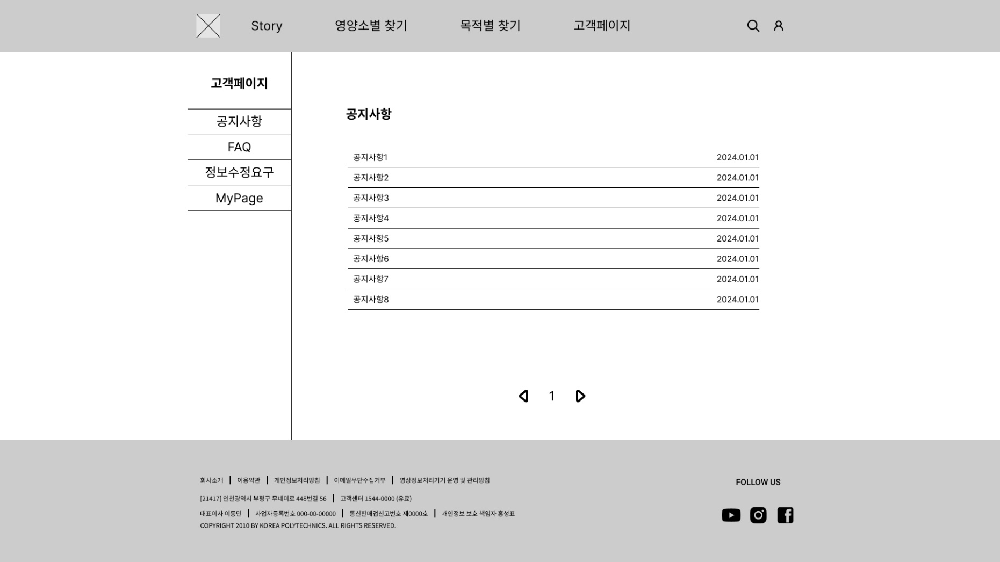 Story 영양소별 찾기 목적별 찾기 고객페이지
고객페이지
공지사항
FAQ
정보수정요구
MyPage
공지사항
공지사항1 2024.01.01
공지사항2 2024.01.01
공지사항3 2024.01.01
공지사항4 2024.01.01
공지사항5 2024.01.01
공지사항6 2024.01.01
공지사항7 2024.01.01
공지사항8 2024.01.01
1
회사소개 | 이용약관 | 개인정보처리방침 | 이메일무단수집거부 | 영상정보처리기기 운영 및 관리방침
[21417] 인천광역시 부평구 무네미로 448번길 56 | 고객센터 1544-0000 (유료)
대표이사 이동민 | 사업자등록번호 000-00-00000 | 통신판매업신고번호 제0000호 | 개인정보 보호 책임자 홍성표
COPYRIGHT 2010 BY KOREA POLYTECHNICS. ALL RIGHTS RESERVED.
FOLLOW US